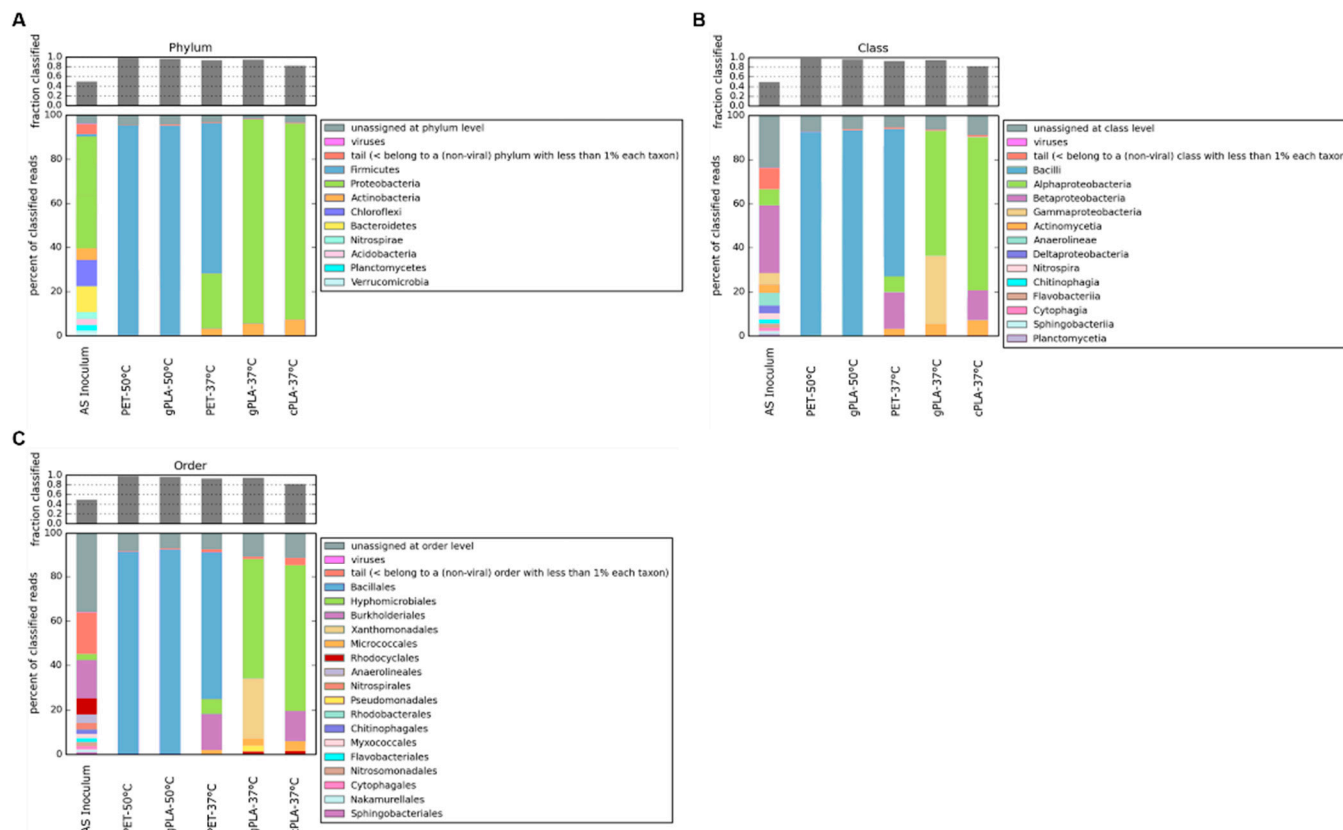 A
Phylum
fraction classified
1.0
0.8
0.6
0.4
0.2
0.0
percent of classified reads
100
80
60
40
20
0
AS Inoculum
PET-50°C
gPLA-50°C
PET-37°C
gPLA-37°C
cPLA-37°C
unassigned at phylum level
viruses
tail (< belong to a (non-viral) phylum with less than 1% each taxon)
Firmicutes
Proteobacteria
Actinobacteria
Chloroflexi
Bacteroidetes
Nitrospirae
Acidobacteria
Planctomycetes
Verrucomicrobia
B
Class
fraction classified
1.0
0.8
0.6
0.4
0.2
0.0
percent of classified reads
100
80
60
40
20
0
AS Inoculum
PET-50°C
gPLA-50°C
PET-37°C
gPLA-37°C
cPLA-37°C
unassigned at class level
viruses
tail (< belong to a (non-viral) class with less than 1% each taxon
Bacilli
Alphaproteobacteria
Betaproteobacteria
Gammaproteobacteria
Actinomycetia
Anaerolineae
Deltaproteobacteria
Nitrospira
Chitinophagia
Flavobacteriia
Cytophagia
Sphingobacteriia
Planctomycetia
C
Order
fraction classified
1.0
0.8
0.6
0.4
0.2
0.0
percent of classified reads
100
80
60
40
20
0
AS Inoculum
PET-50°C
gPLA-50°C
PET-37°C
gPLA-37°C
cPLA-37°C
unassigned at order level
viruses
tail (< belong to a (non-viral) order with less than 1% each taxon)
Bacillales
Hyphomicrobiales
Burkholderiales
Xanthomonadales
Micrococcales
Rhodocyclales
Anaerolineales
Nitrospirales
Pseudomonadales
Rhodobacterales
Chitinophagales
Myxococcales
Flavobacteriales
Nitrosomonadales
Cytophagales
Nakamurellales
Sphingobacteriales